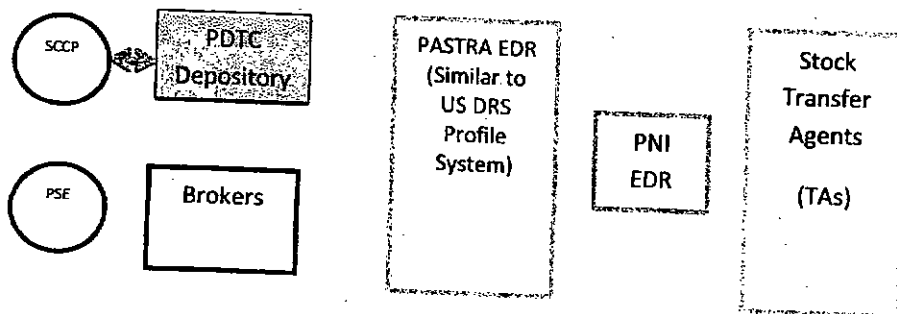 SCCP
PDTC
Depository
PSE
Brokers
PASTRA EDR
(Similar to
US DRS
Profile
System)
PNI
EDR
Stock
Transfer
Agents
(TAs)